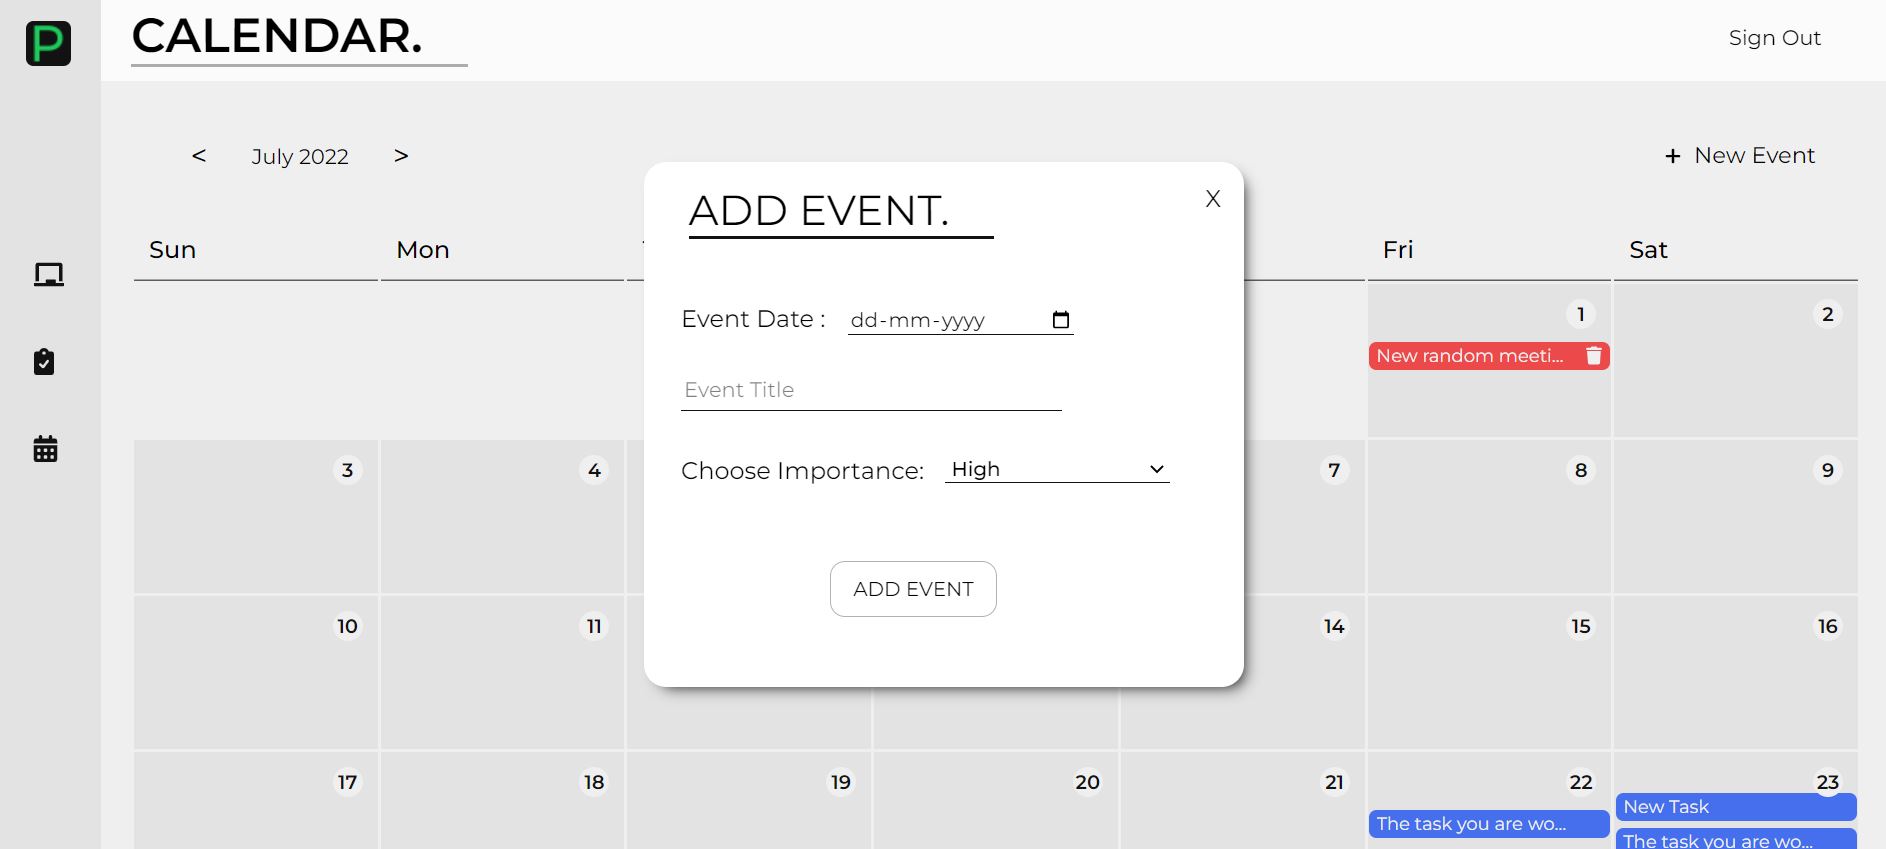 P
CALENDAR.
Sign Out
< July 2022 >
+ New Event
ADD EVENT.
X
Sun Mon Fri Sat
Event Date : dd-mm-yyyy
1 2
New random meeti...
Event Title
Choose Importance: High
3 4 7 8 9
ADD EVENT
10 11 14 15 16
17 18 19 20 21 22 23
New Task
The task you are wo...
The task you are wo...